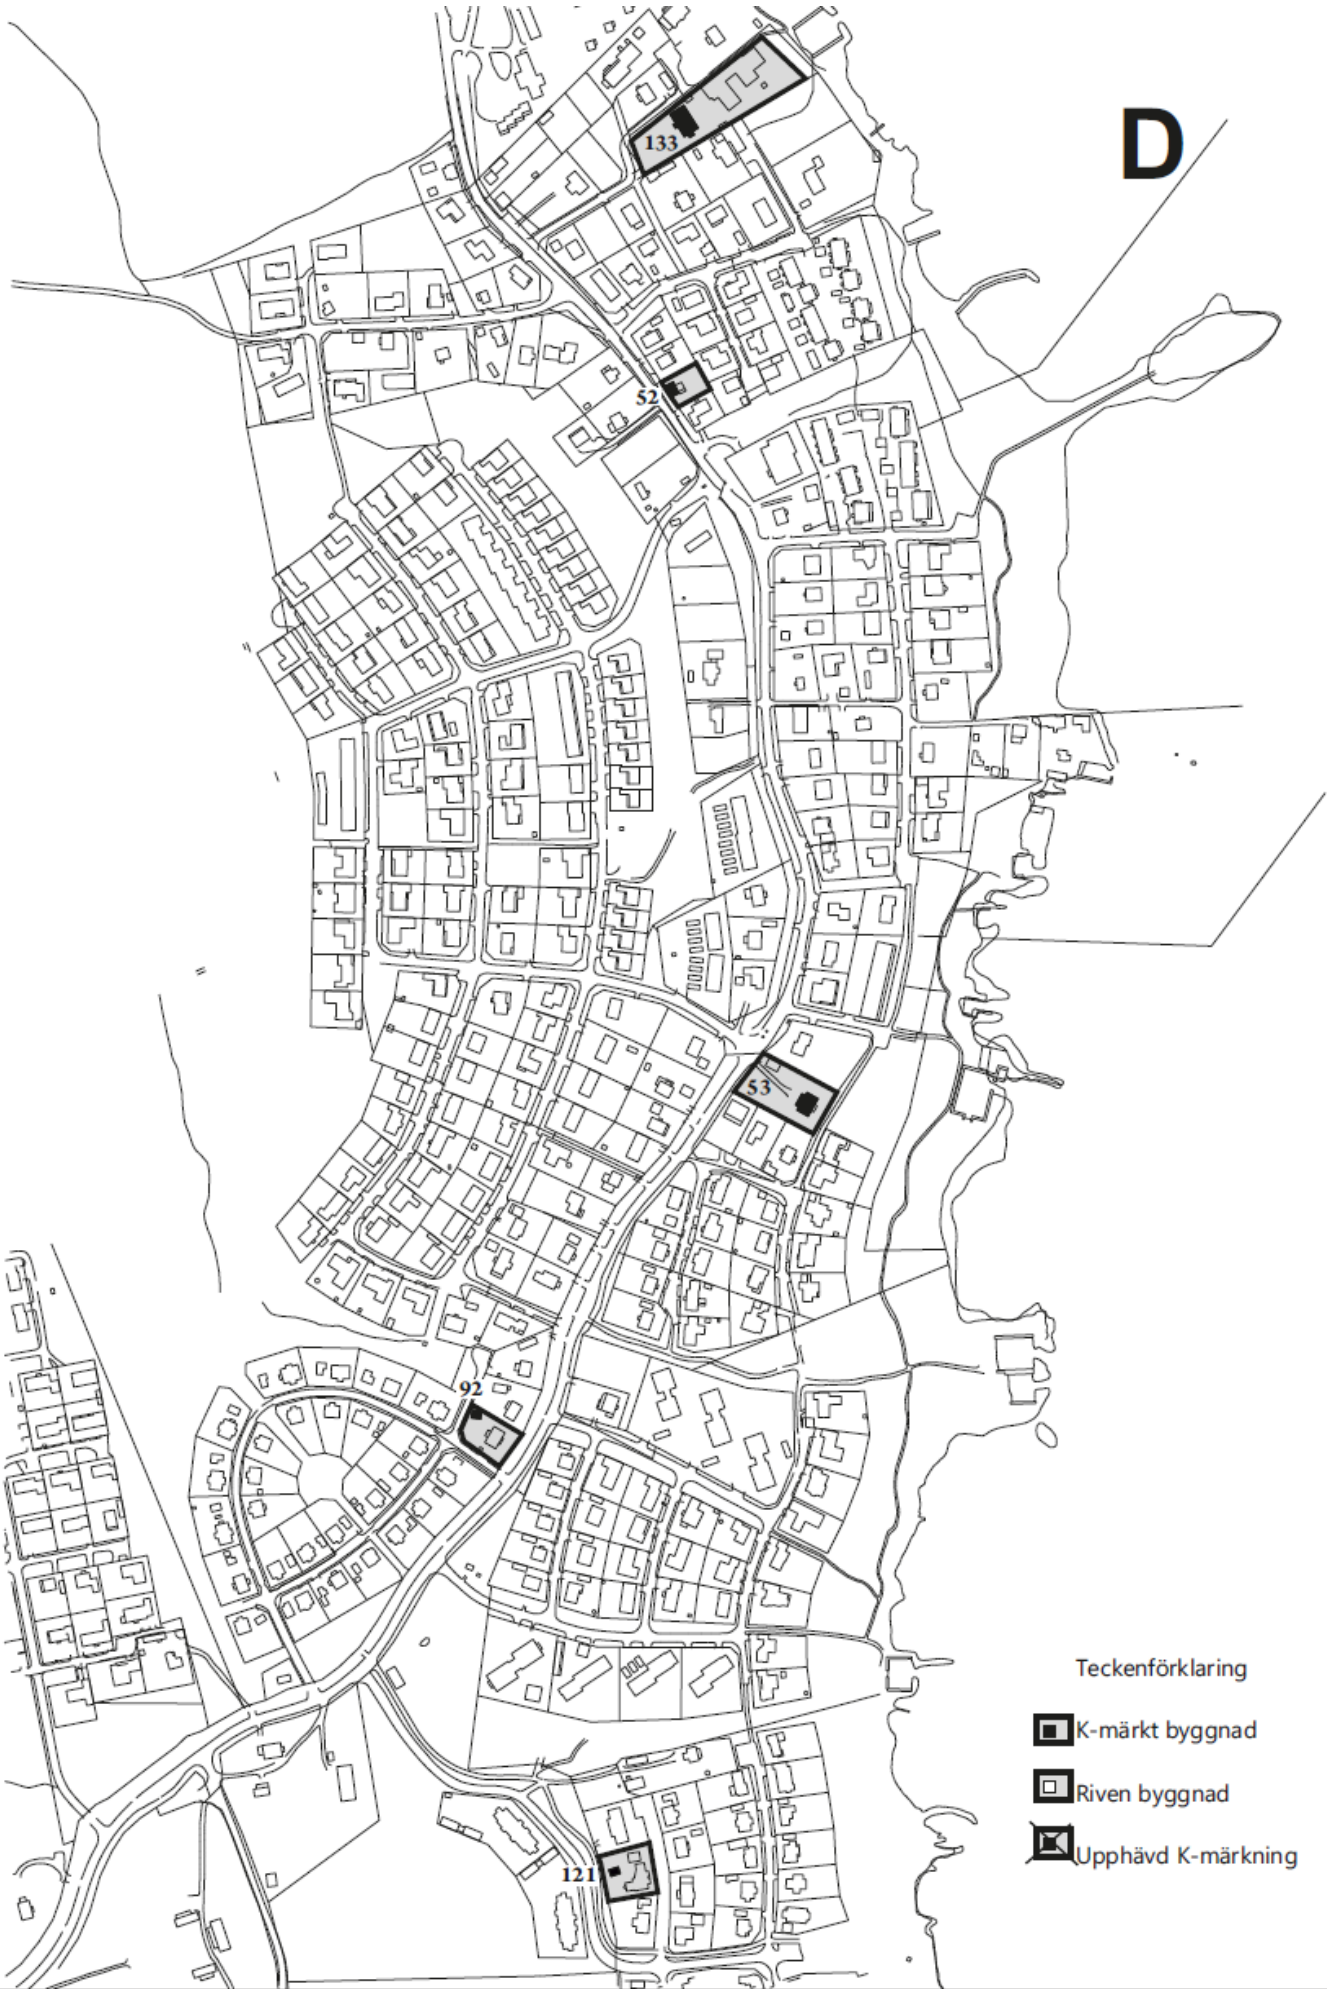 D
133
52
53
92
Teckenförklaring
K-märkt byggnad
Riven byggnad
Upphävd K-märkning
121